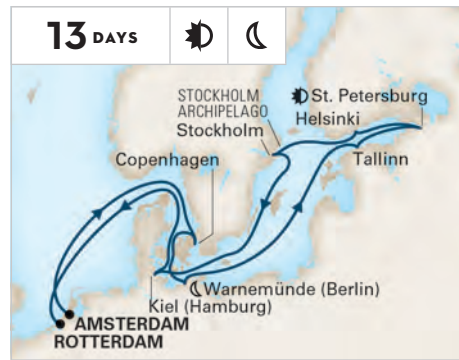 13 DAYS
STOCKHOLM
ARCHIPELAGO
Stockholm
St. Petersburg
Helsinki
Tallinn
Copenhagen
Warnemünde (Berlin)
Kiel (Hamburg)
AMSTERDAM
ROTTERDAM